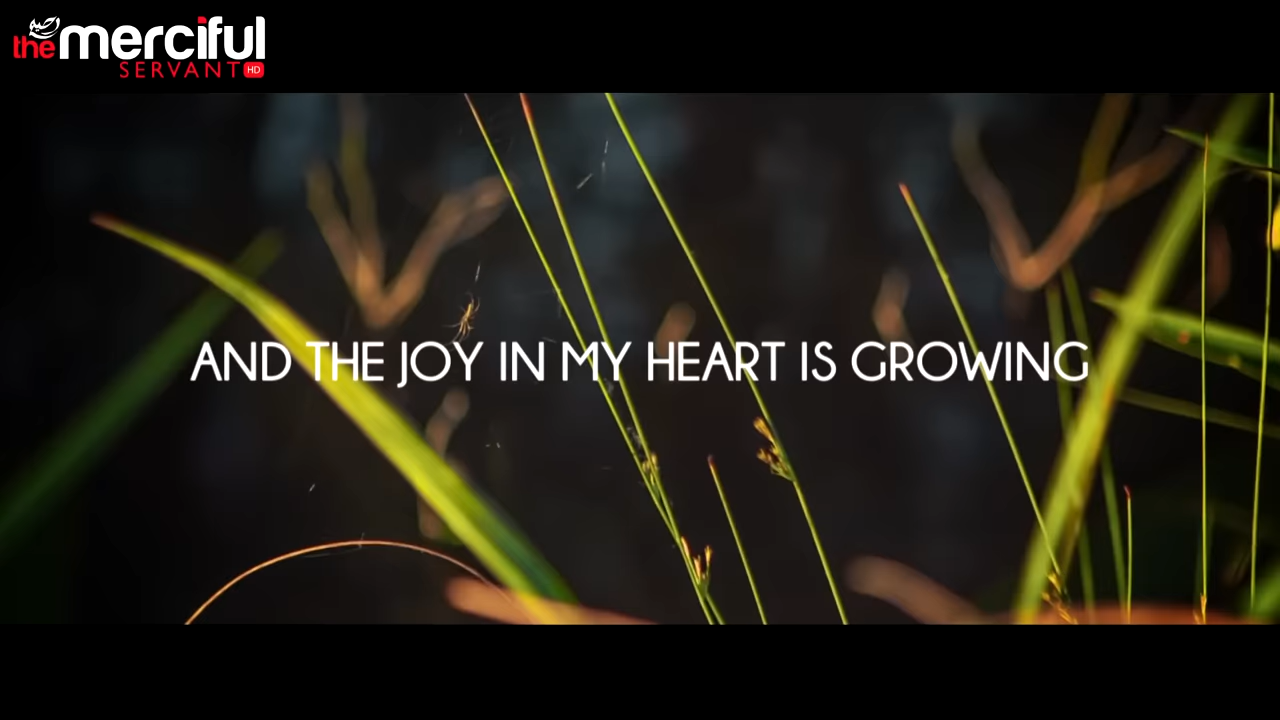 the merciful
SERVANT HD
AND THE JOY IN MY HEART IS GROWING